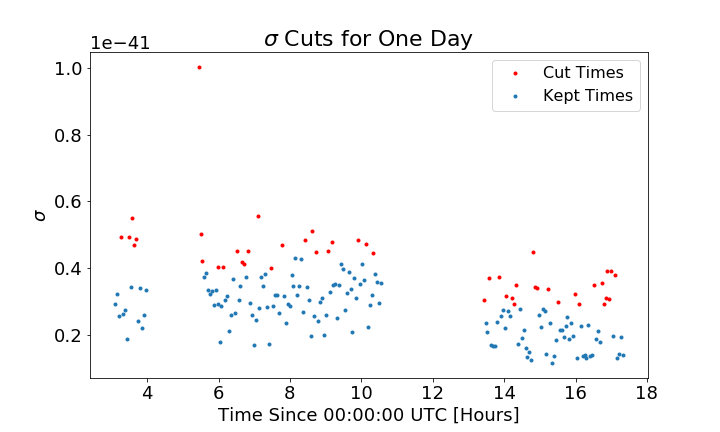 σ Cuts for One Day
1e−41
Cut Times
Kept Times
1.0
0.8
0.6
0.4
0.2
σ
4 6 8 10 12 14 16 18
Time Since 00:00:00 UTC [Hours]